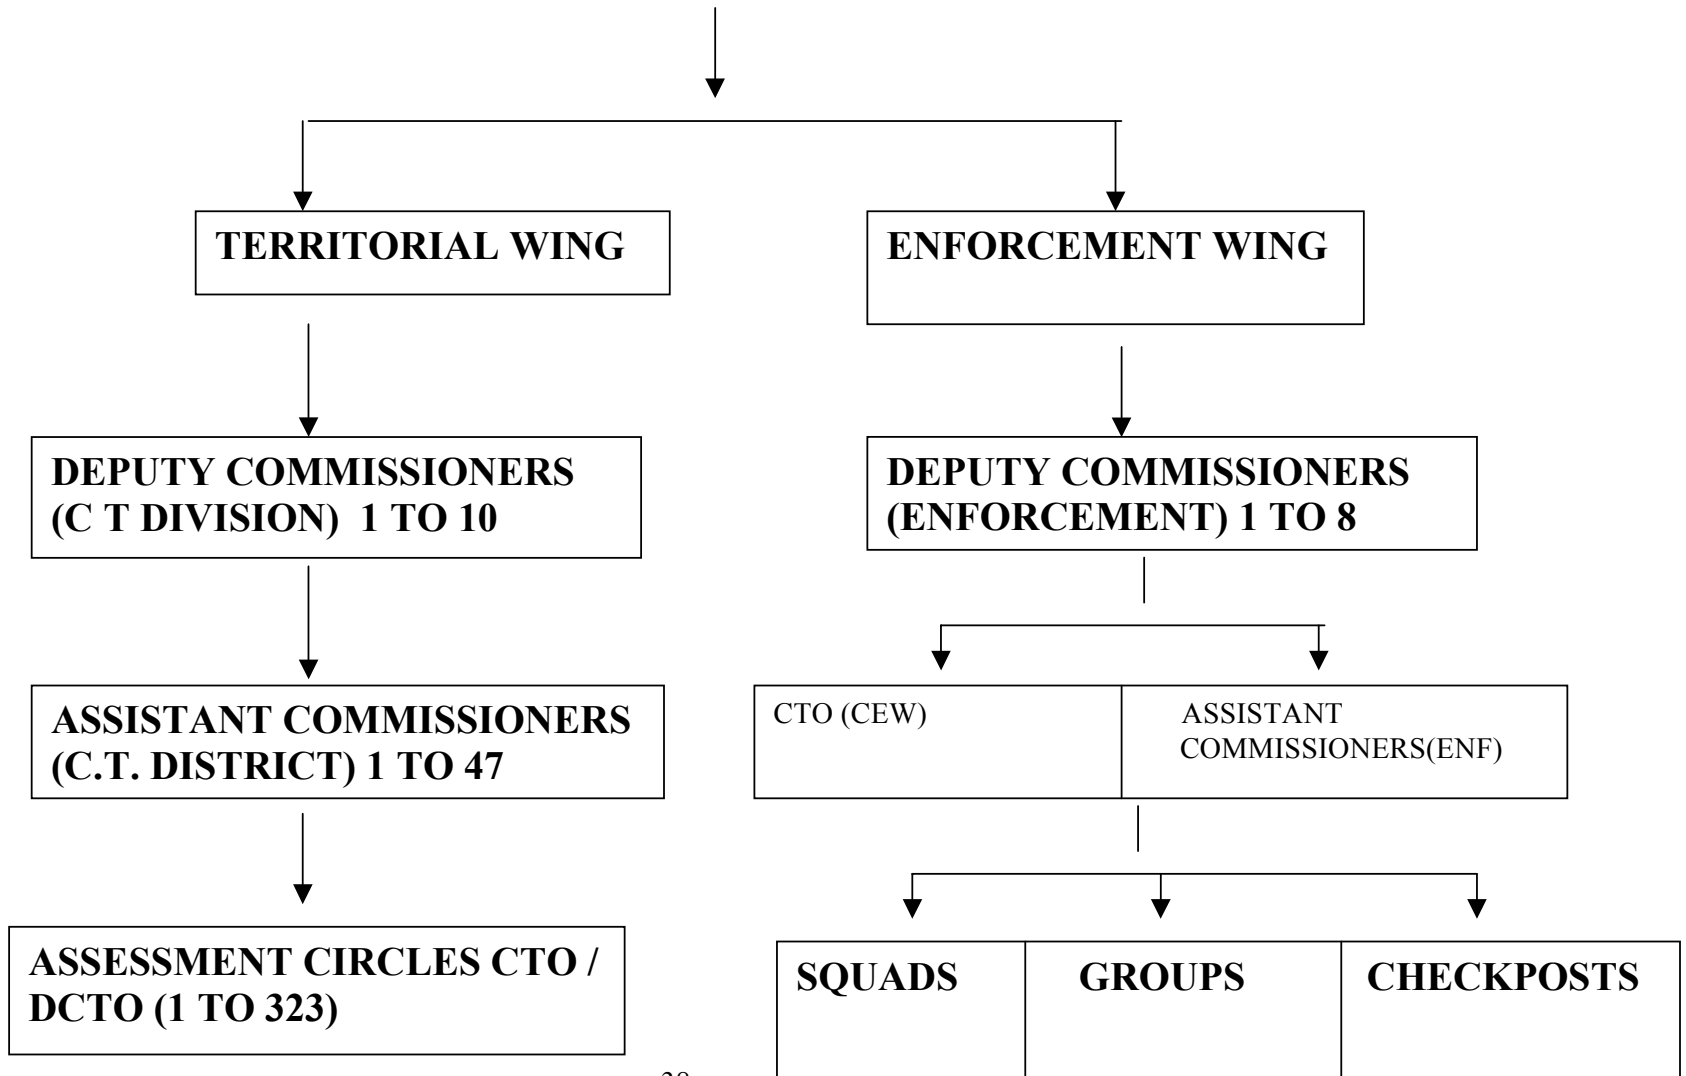 TERRITORIAL WING
ENFORCEMENT WING
DEPUTY COMMISSIONERS
(C T DIVISION) 1 TO 10
DEPUTY COMMISSIONERS
(ENFORCEMENT) 1 TO 8
ASSISTANT COMMISSIONERS
(C.T. DISTRICT) 1 TO 47
CTO (CEW)
ASSISTANT
COMMISSIONERS(ENF)
ASSESSMENT CIRCLES CTO /
DCTO (1 TO 323)
SQUADS
GROUPS
CHECKPOSTS